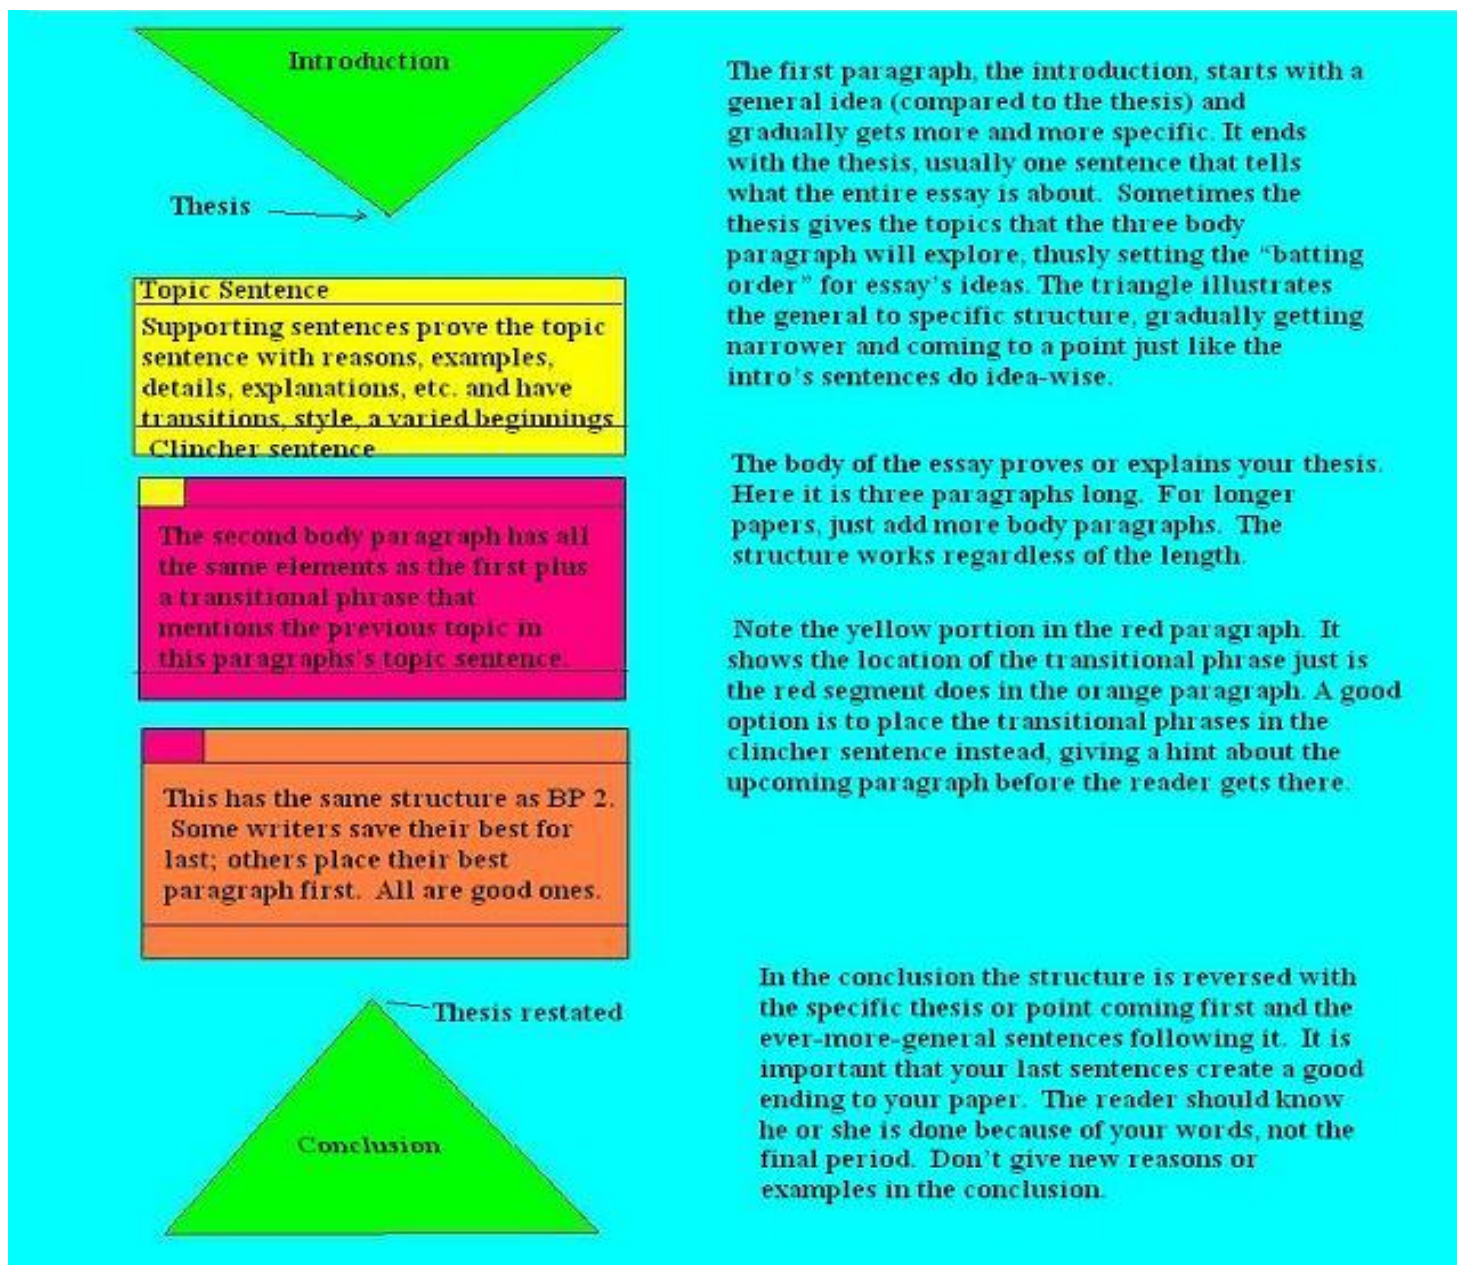 Introduction
Thesis
The first paragraph, the introduction, starts with a
general idea (compared to the thesis) and
gradually gets more and more specific. It ends
with the thesis, usually one sentence that tells
what the entire essay is about.  Sometimes the
thesis gives the topics that the three body
paragraph will explore, thusly setting the “batting
order” for essay’s ideas. The triangle illustrates
the general to specific structure, gradually getting
narrower and coming to a point just like the
intro’s sentences do idea-wise.
Topic Sentence
Supporting sentences prove the topic
sentence with reasons, examples,
details, explanations, etc. and have
transitions, style, a varied beginnings
Clincher sentence
The body of the essay proves or explains your thesis.
Here it is three paragraphs long.  For longer
papers, just add more body paragraphs.  The
structure works regardless of the length.
The second body paragraph has all
the same elements as the first plus
a transitional phrase that
mentions the previous topic in
this paragraphs’s topic sentence.
Note the yellow portion in the red paragraph.  It
shows the location of the transitional phrase just is
the red segment does in the orange paragraph. A good
option is to place the transitional phrases in the
clincher sentence instead, giving a hint about the
upcoming paragraph before the reader gets there.
This has the same structure as BP 2.
Some writers save their best for
last; others place their best
paragraph first.  All are good ones.
Thesis restated
Conclusion
In the conclusion the structure is reversed with
the specific thesis or point coming first and the
ever-more-general sentences following it.  It is
important that your last sentences create a good
ending to your paper.  The reader should know
he or she is done because of your words, not the
final period.  Don’t give new reasons or
examples in the conclusion.